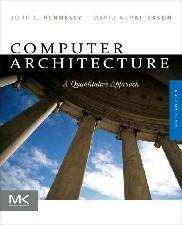 JOHN L. HENNESSY   DAVID A. PATTERSON
COMPUTER
ARCHITECTURE
A Quantitative Approach
MK